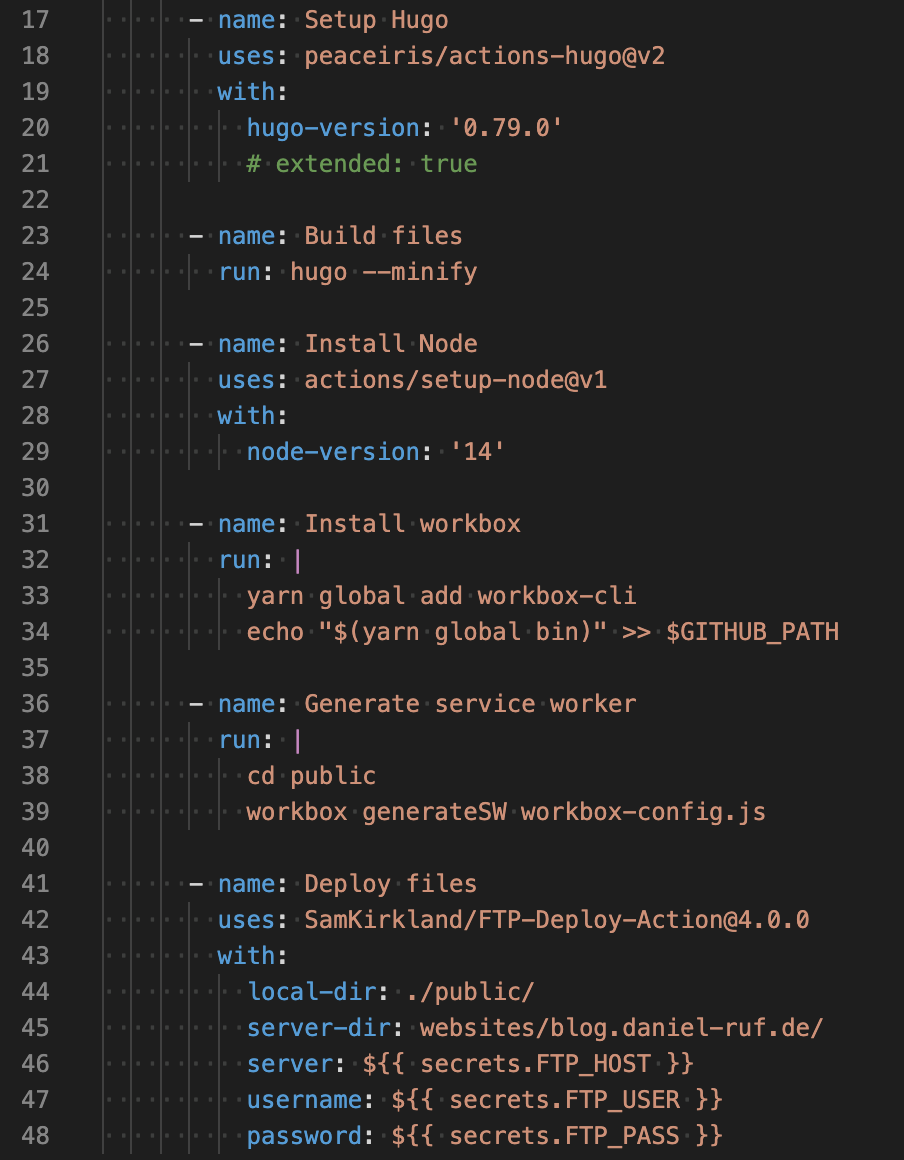 17 - name: Setup Hugo
18 uses: peaceiris/actions-hugo@v2
19 with:
20 hugo-version: '0.79.0'
21 # extended: true
22
23 - name: Build files
24 run: hugo --minify
25
26 - name: Install Node
27 uses: actions/setup-node@v1
28 with:
29 node-version: '14'
30
31 - name: Install workbox
32 run: |
33 yarn global add workbox-cli
34 echo "$(yarn global bin)" >> $GITHUB_PATH
35
36 - name: Generate service worker
37 run: |
38 cd public
39 workbox generateSW workbox-config.js
40
41 - name: Deploy files
42 uses: SamKirkland/FTP-Deploy-Action@4.0.0
43 with:
44 local-dir: ./public/
45 server-dir: websites/blog.daniel-ruf.de/
46 server: ${{ secrets.FTP_HOST }}
47 username: ${{ secrets.FTP_USER }}
48 password: ${{ secrets.FTP_PASS }}